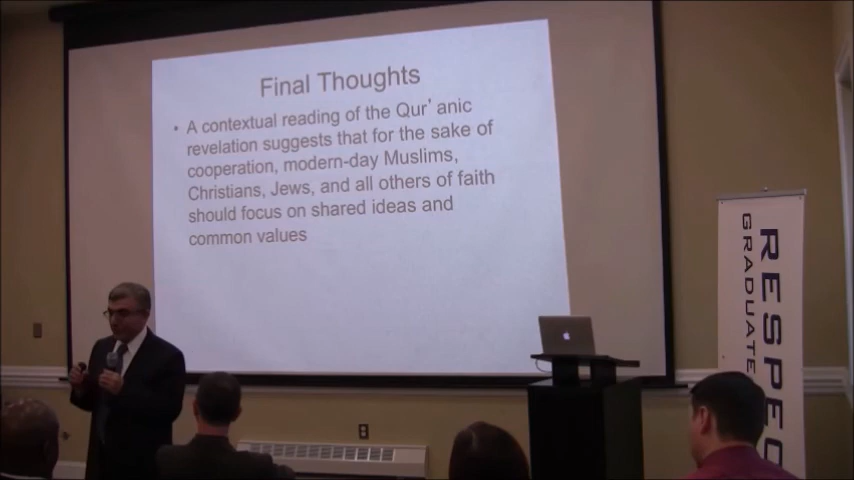 Final Thoughts
• A contextual reading of the Qur'anic
revelation suggests that for the sake of
cooperation, modern-day Muslims,
Christians, Jews, and all others of faith
should focus on shared ideas and
common values
RESPEC
GRADUATE